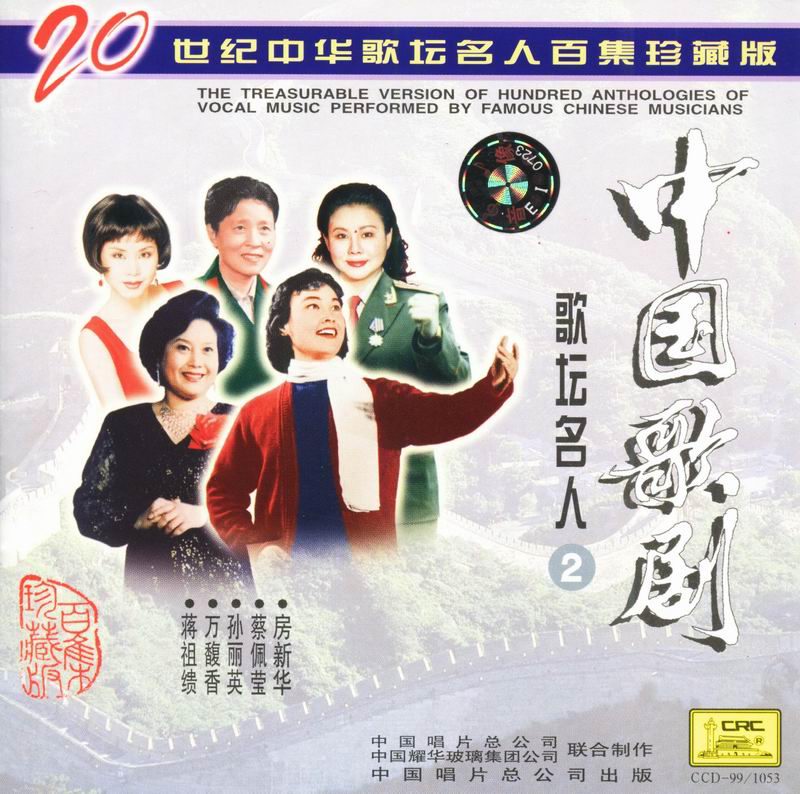 20世纪中华歌坛名人百集珍藏版
THE TREASURABLE VERSION OF HUNDRED ANTHOLOGIES OF
VOCAL MUSIC PERFORMED BY FAMOUS CHINESE MUSICIANS
中国歌剧
歌坛名人
2
0723
音
E I
房新华
蔡佩莹
孙丽英
万馥香
蒋祖缋
百集
珍藏版
中国唱片总公司
中国耀华玻璃集团公司
联合制作
中国唱片总公司出版
CRC
®
CCD-99/1053